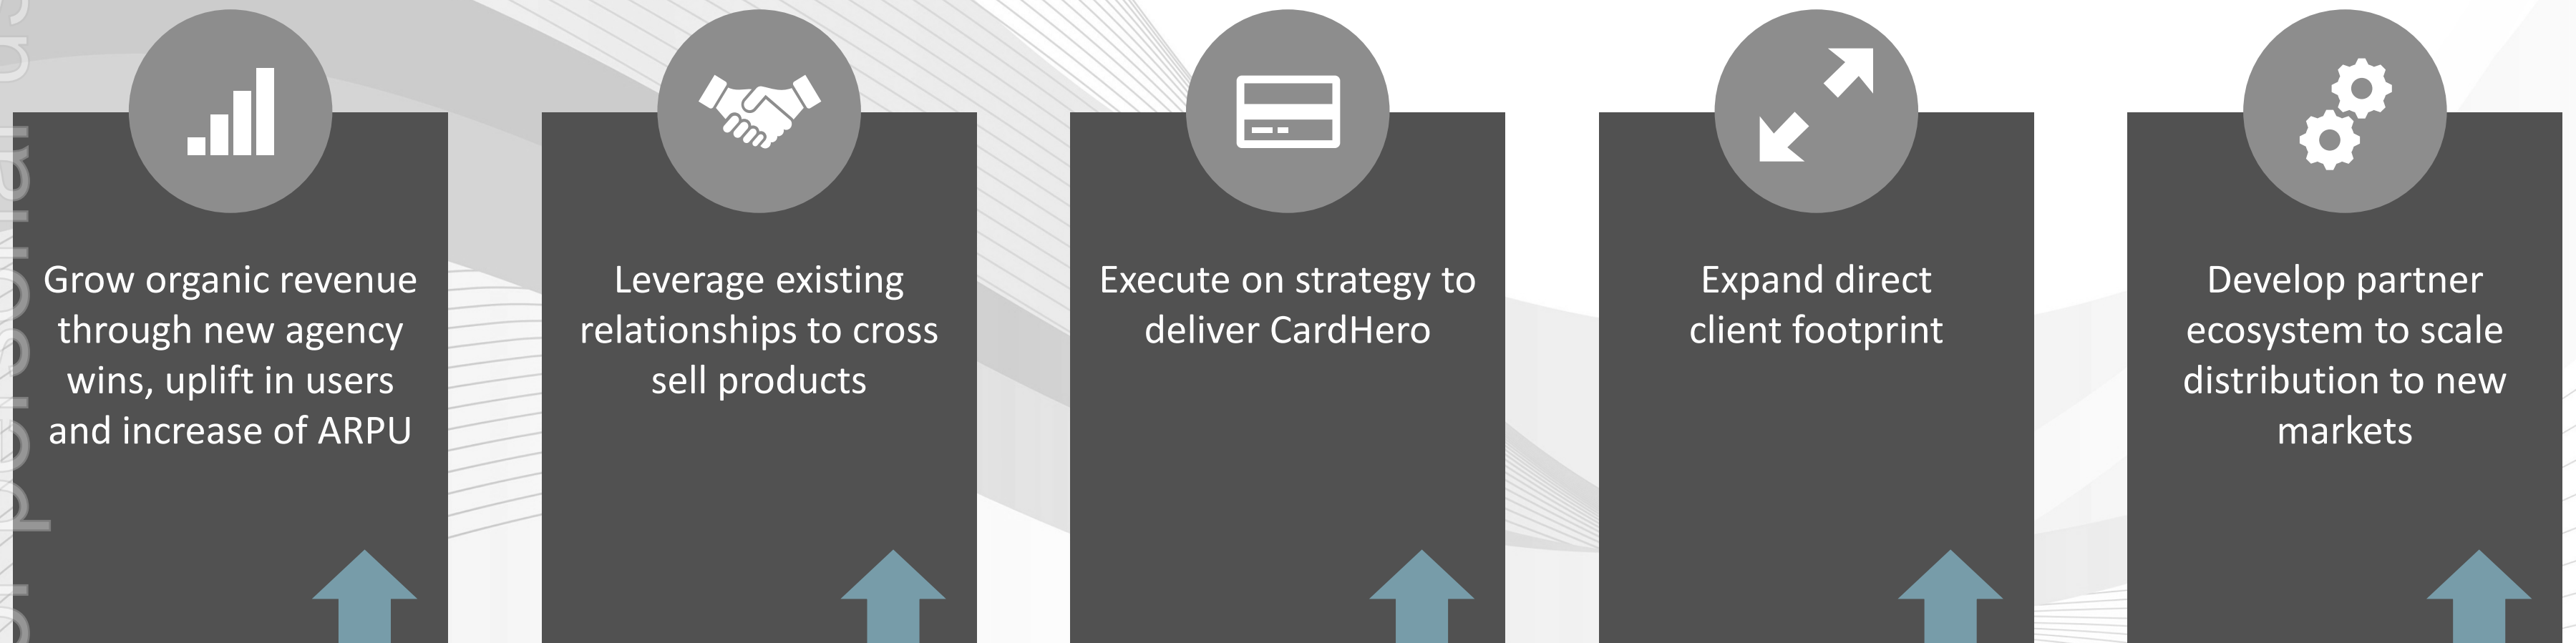 Grow organic revenue
through new agency
wins, uplift in users
and increase of ARPU
Leverage existing
relationships to cross
sell products
Execute on strategy to
deliver CardHero
Expand direct
client footprint
Develop partner
ecosystem to scale
distribution to new
markets
personal